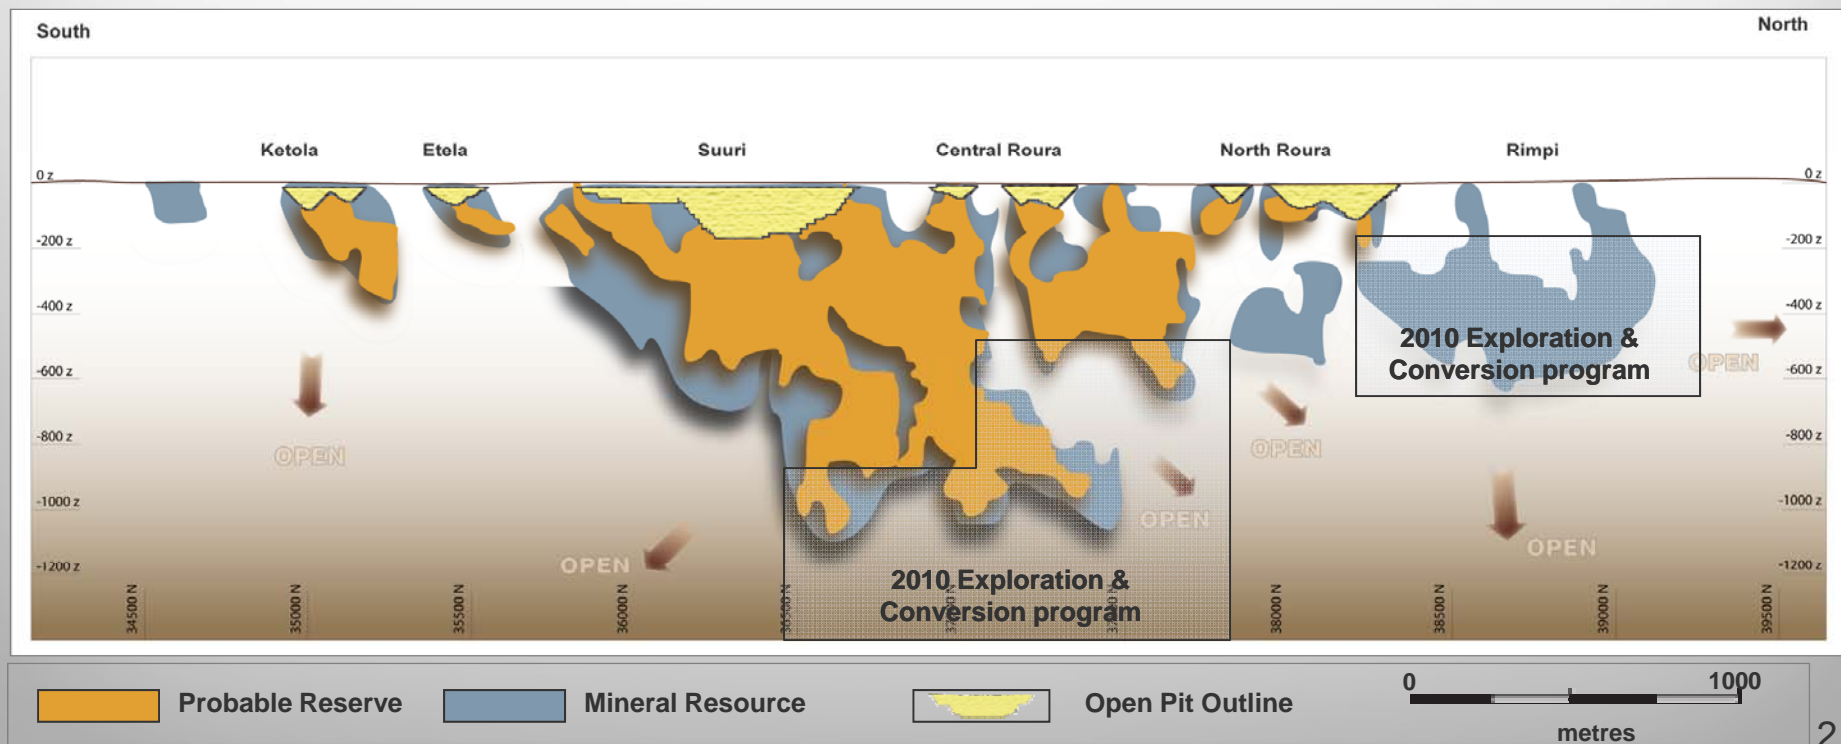 South
North
Ketola
Etela
Suuri
Central Roura
North Roura
Rimpi
0 z
0 z
-200 z
-200 z
-400 z
-400 z
-600 z
-600 z
-800 z
-800 z
-1000 z
-1000 z
-1200 z
-1200 z
2010 Exploration &
Conversion program
OPEN
OPEN
OPEN
OPEN
OPEN
OPEN
2010 Exploration &
Conversion program
34500 N
35000 N
35500 N
36000 N
36500 N
38000 N
38500 N
39000 N
39500 N
Probable Reserve
Mineral Resource
Open Pit Outline
0
1000
metres
2